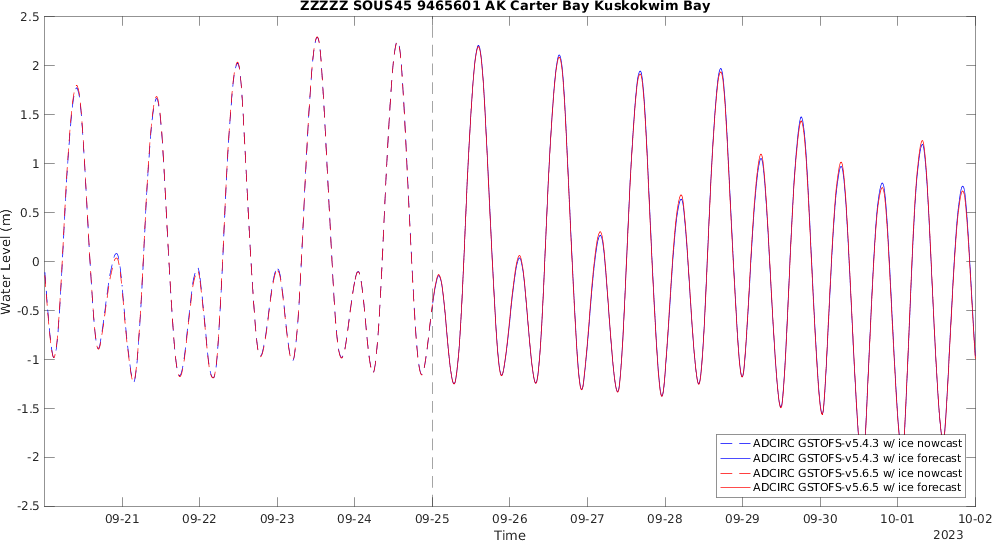 ZZZZZ SOUS45 9465601 AK Carter Bay Kuskokwim Bay
Water Level (m)
2.5
2
1.5
1
0.5
0
-0.5
-1
-1.5
-2
-2.5
ADCIRC GSTOFS-v5.4.3 w/ ice nowcast
ADCIRC GSTOFS-v5.4.3 w/ ice forecast
ADCIRC GSTOFS-v5.6.5 w/ ice nowcast
ADCIRC GSTOFS-v5.6.5 w/ ice forecast
09-21 09-22 09-23 09-24 09-25 09-26 09-27 09-28 09-29 09-30 10-01 10-02
Time
2023